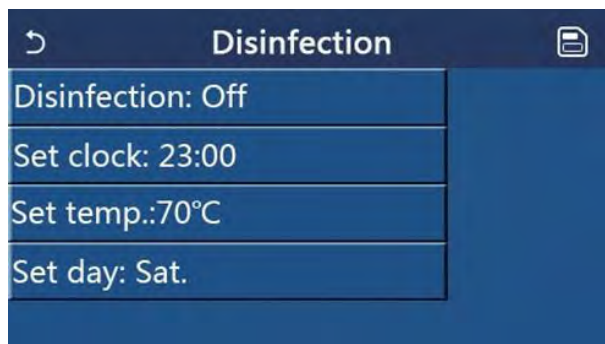 Disinfection
Disinfection: Off
Set clock: 23:00
Set temp.:70℃
Set day: Sat.